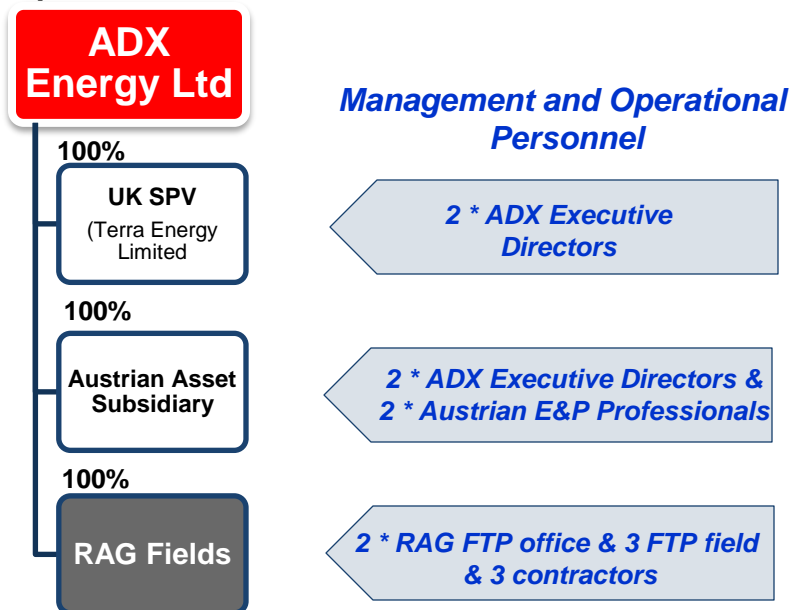 ADX
Energy Ltd
Management and Operational
Personnel
100%
UK SPV
(Terra Energy
Limited
2 * ADX Executive
Directors
100%
Austrian Asset
Subsidiary
2 * ADX Executive Directors &
2 * Austrian E&P Professionals
100%
RAG Fields
2 * RAG FTP office & 3 FTP field
& 3 contractors